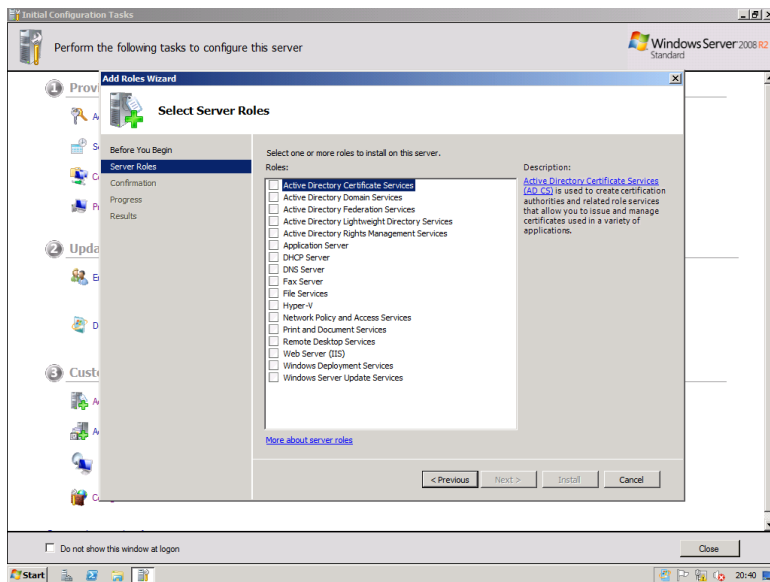 Initial Configuration Tasks
Perform the following tasks to configure this server
Windows Server 2008 R2
Standard
1
2
Upda
3
Add Roles Wizard
Select Server Roles
Before You Begin
Server Roles
Confirmation
Progress
Results
Select one or more roles to install on this server.
Roles:
Active Directory Certificate Services
Active Directory Domain Services
Active Directory Federation Services
Active Directory Lightweight Directory Services
Active Directory Rights Management Services
Application Server
DHCP Server
DNS Server
Fax Server
File Services
Hyper-V
Network Policy and Access Services
Print and Document Services
Remote Desktop Services
Web Server (IIS)
Windows Deployment Services
Windows Server Update Services
More about server roles
Description:
Active Directory Certificate Services
(AD CS) is used to create certification
authorities and related role services
that allow you to issue and manage
certificates used in a variety of
applications.
< Previous
Next >
Install
Cancel
Do not show this window at logon
Close
Start
20:40